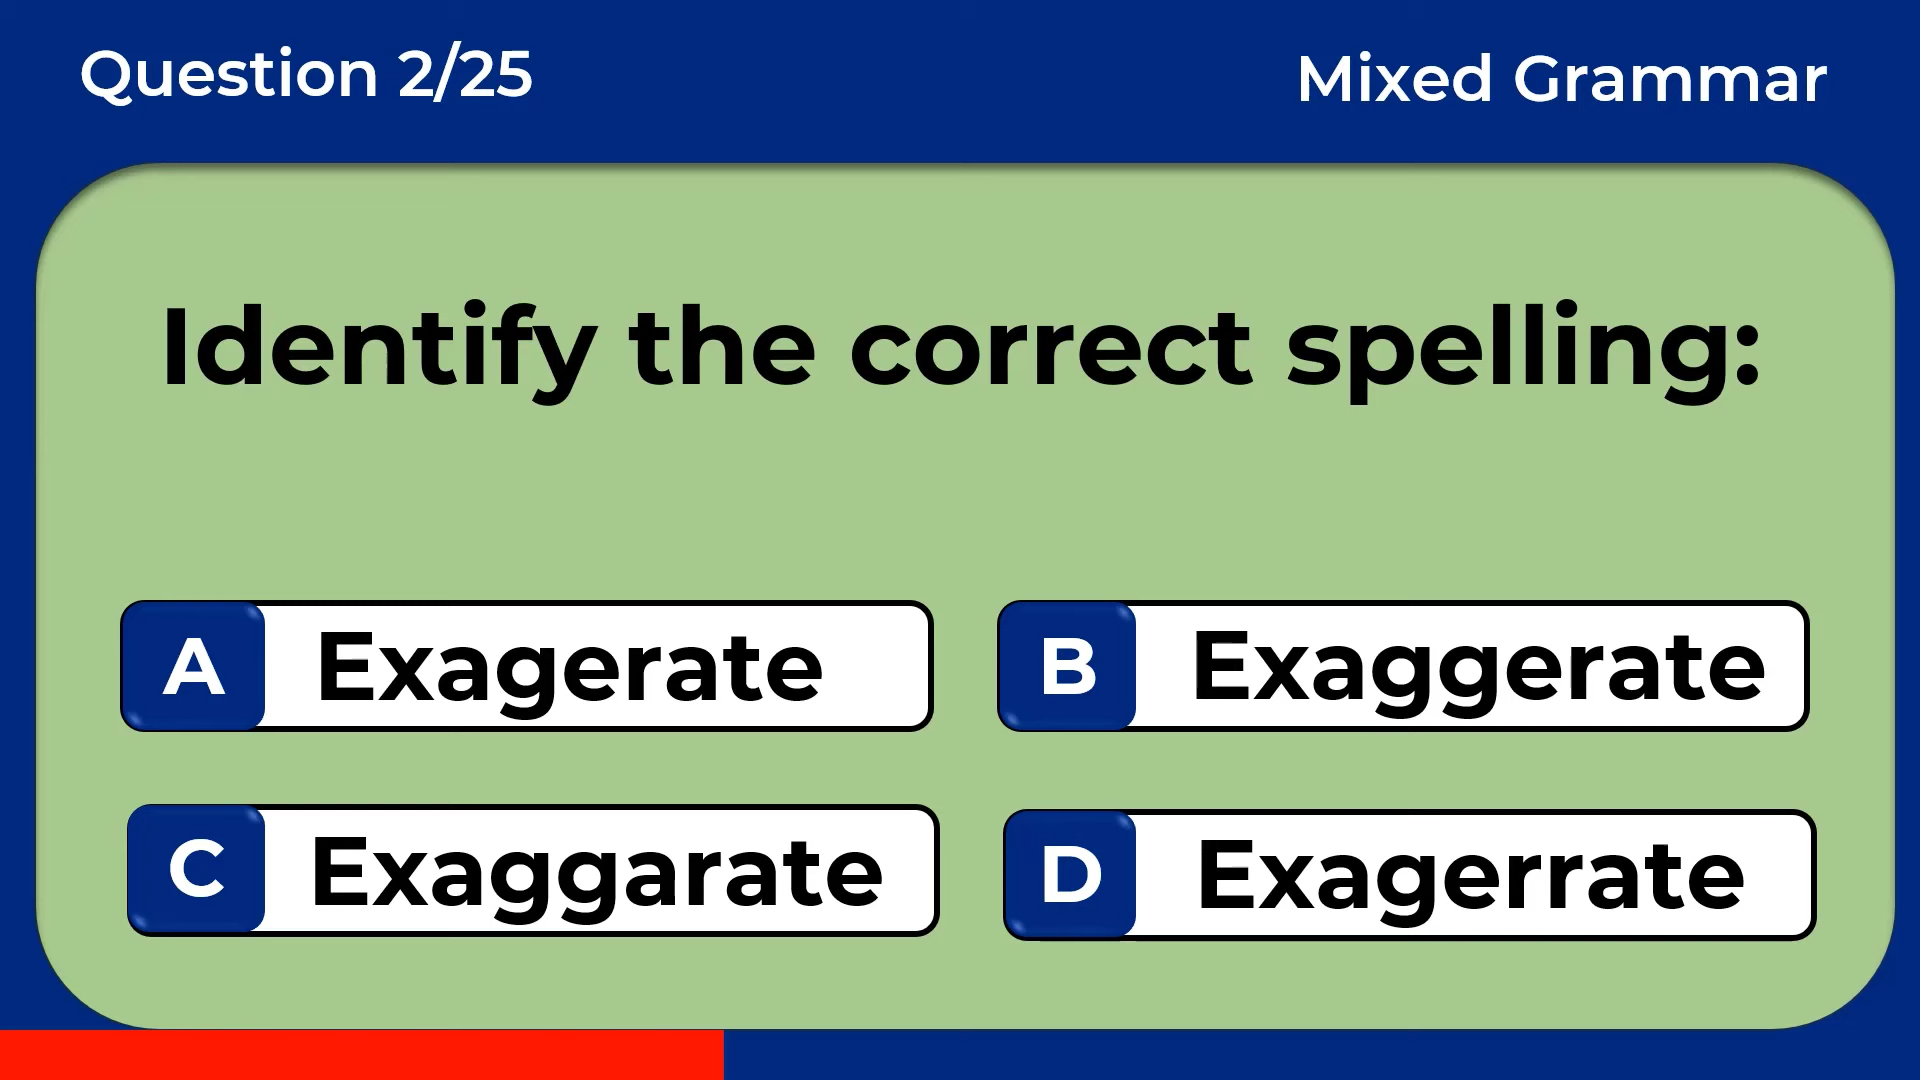 Question 2/25
Mixed Grammar
Identify the correct spelling:
A Exagerate
B Exaggerate
C Exaggarate
D Exagerrate